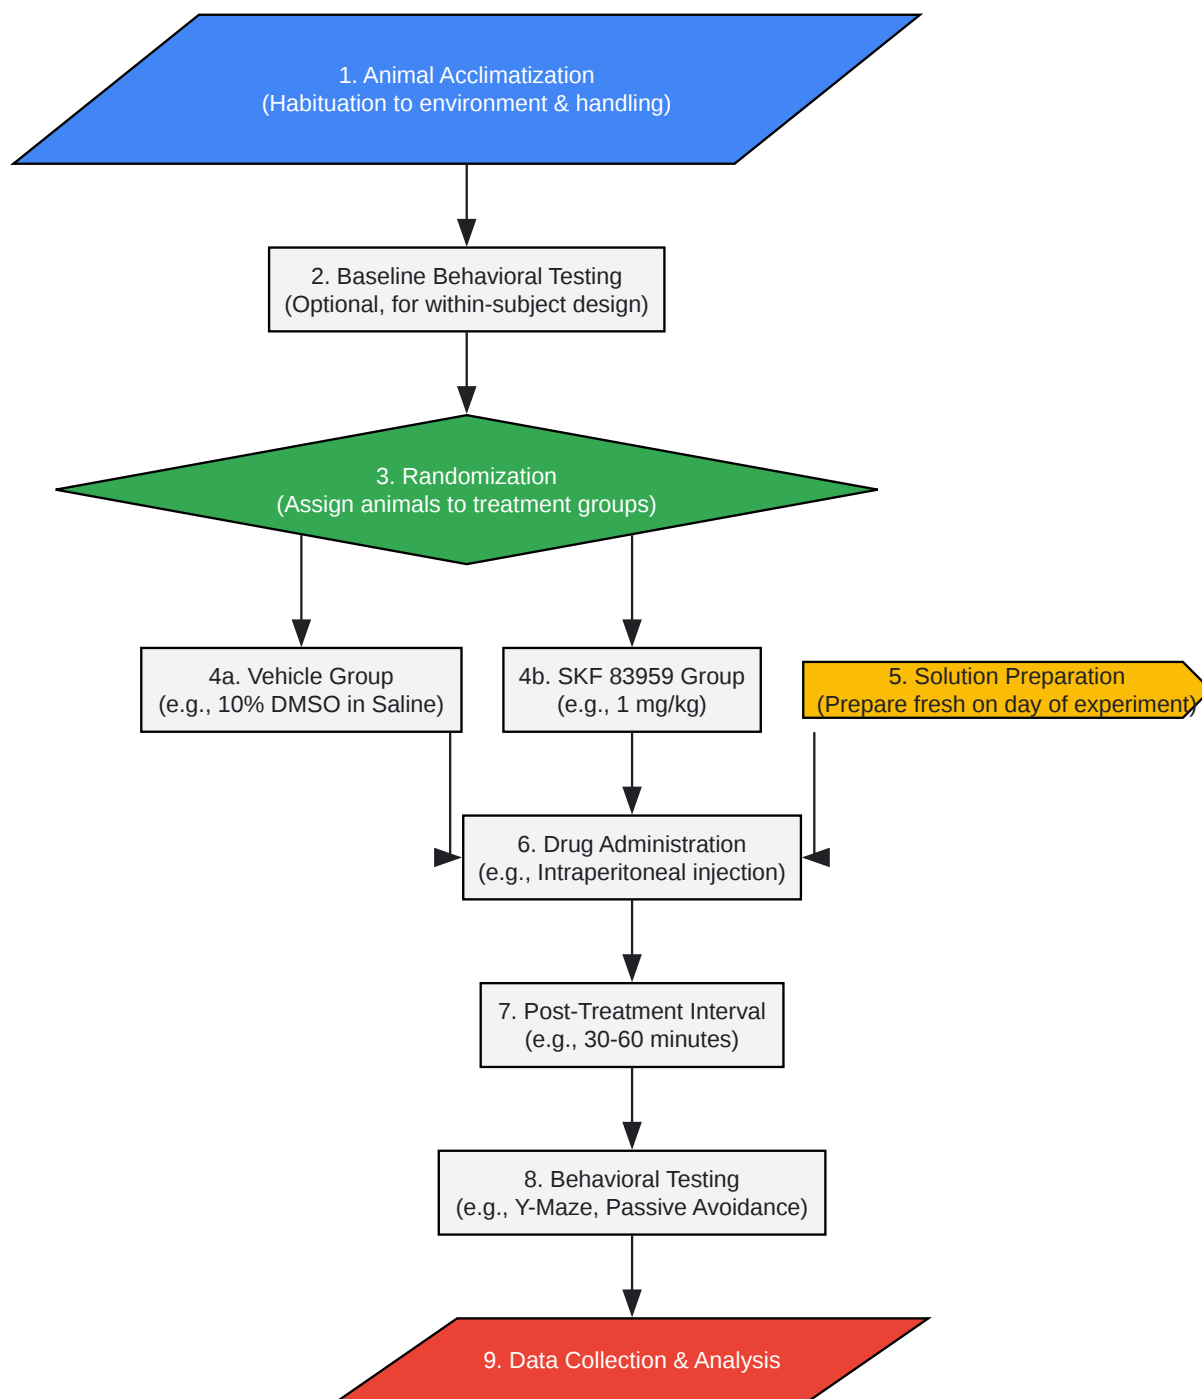 1. Animal Acclimatization
(Habituation to environment & handling)
2. Baseline Behavioral Testing
(Optional, for within-subject design)
3. Randomization
(Assign animals to treatment groups)
4a. Vehicle Group
(e.g., 10% DMSO in Saline)
4b. SKF 83959 Group
(e.g., 1 mg/kg)
5. Solution Preparation
(Prepare fresh on day of experiment)
6. Drug Administration
(e.g., Intraperitoneal injection)
7. Post-Treatment Interval
(e.g., 30-60 minutes)
8. Behavioral Testing
(e.g., Y-Maze, Passive Avoidance)
9. Data Collection & Analysis